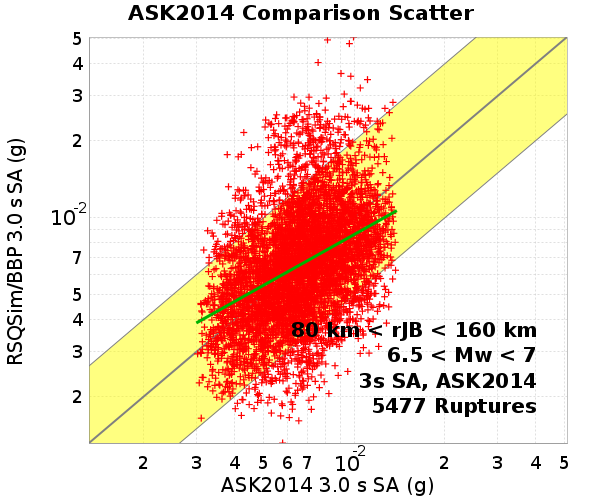 ASK2014 Comparison Scatter
RSQSim/BBP 3.0 s SA (g)
5
4
3
2
10-2
7
5
4
3
2
80 km < rJB < 160 km
6.5 < Mw < 7
3s SA, ASK2014
5477 Ruptures
2 3 4 5 6 7 10-2 2 3 4 5
ASK2014 3.0 s SA (g)